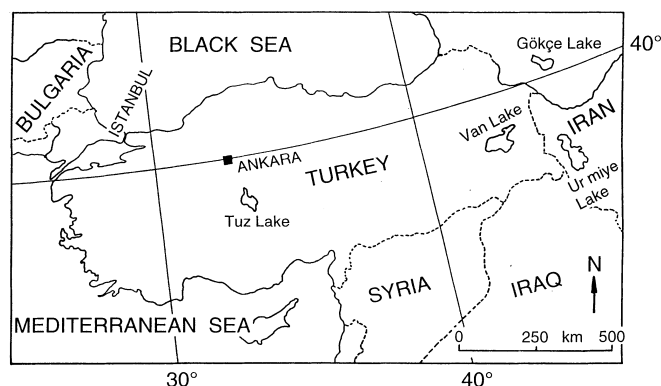 BLACK SEA
Gökçe Lake
40°
BULGARIA
ISTANBUL
Van Lake
IRAN
ANKARA
TURKEY
Ur miye
Lake
Tuz Lake
SYRIA
IRAQ
N
MEDITERRANEAN SEA
0 250 km 500
30°
40°